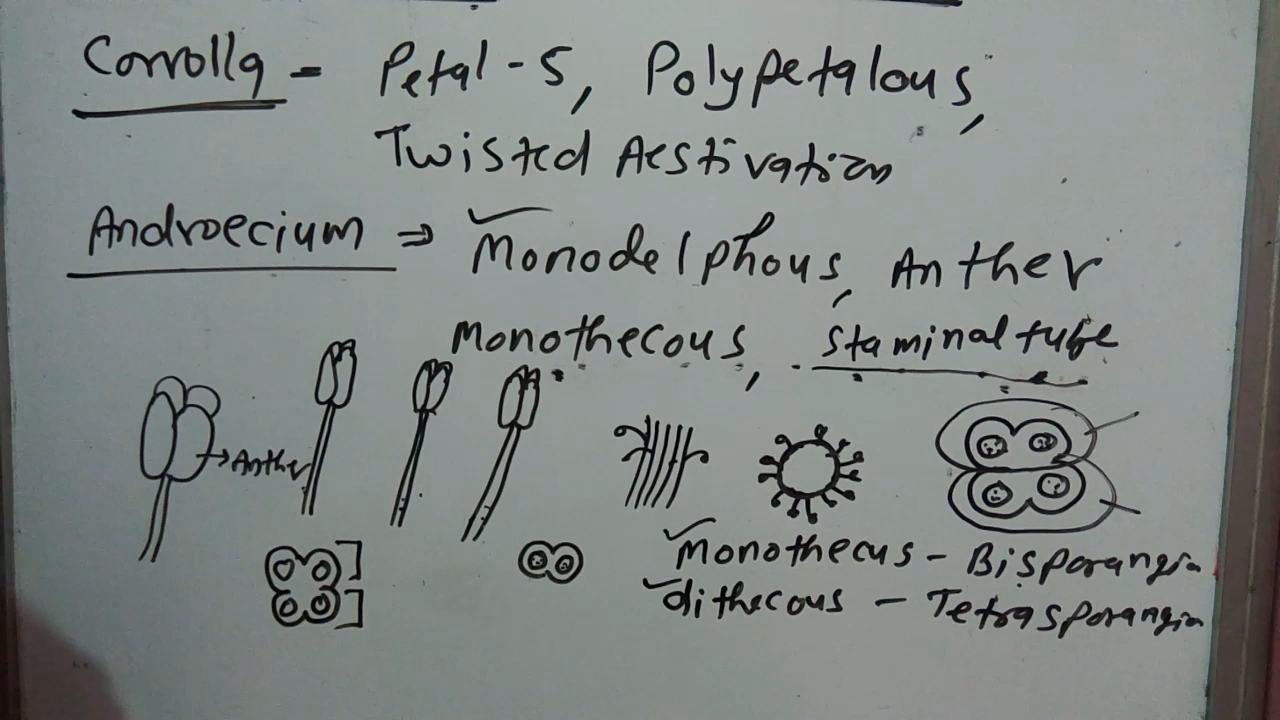 Corrolla = Petal - 5, Polypetalous,
Twisted Aestivation
Androecium ⇒ Monodelphous, Anther
Monothecous, Staminal tube
→ Anther
Monothecus - Bisporangia
dithecous - Tetrasporangia